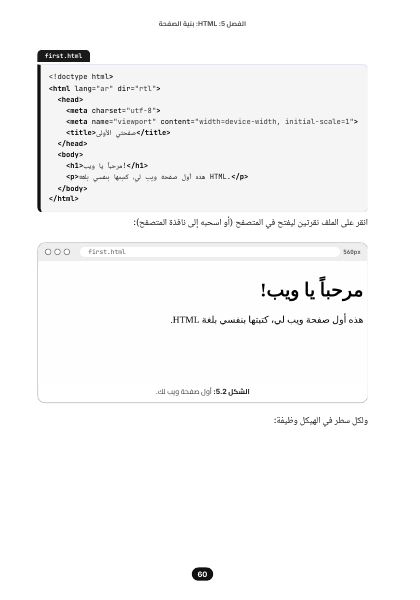 الفصل 5: HTML: بنية الصفحة
first.html
<!doctype html>
<html lang="ar" dir="rtl">
<head>
<meta charset="utf-8">
<meta name="viewport" content="width=device-width, initial-scale=1">
<title>صفحتي الأولى</title>
</head>
<body>
<h1>مرحباً يا ويب!</h1>
<p>هذه أول صفحة ويب لي، كتبتها بنفسي بلغة HTML.</p>
</body>
</html>
انقر على الملف نقرتين ليفتح في المتصفح (أو اسحبه إلى نافذة المتصفح):
first.html
560px
مرحباً يا ويب!
هذه أول صفحة ويب لي، كتبتها بنفسي بلغة HTML.
الشكل 5.2: أول صفحة ويب لك.
ولكل سطر في الهيكل وظيفة:
60